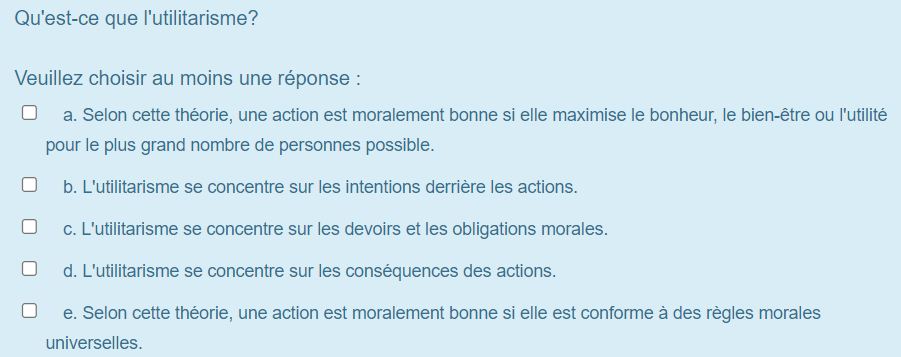 Qu'est-ce que l'utilitarisme?
Veuillez choisir au moins une réponse :
a. Selon cette théorie, une action est moralement bonne si elle maximise le bonheur, le bien-être ou l'utilité
pour le plus grand nombre de personnes possible.
b. L'utilitarisme se concentre sur les intentions derrière les actions.
c. L'utilitarisme se concentre sur les devoirs et les obligations morales.
d. L'utilitarisme se concentre sur les conséquences des actions.
e. Selon cette théorie, une action est moralement bonne si elle est conforme à des règles morales
universelles.